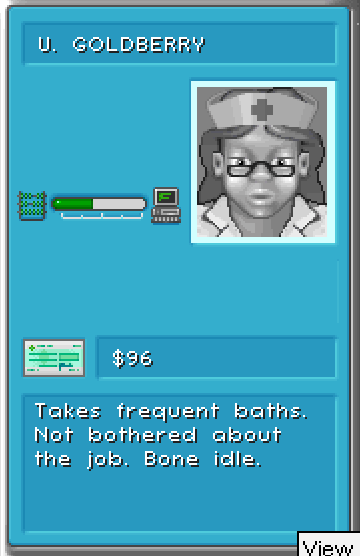 U. GOLDBERRY
$96
Takes frequent baths.
Not bothered about
the job. Bone idle.
View